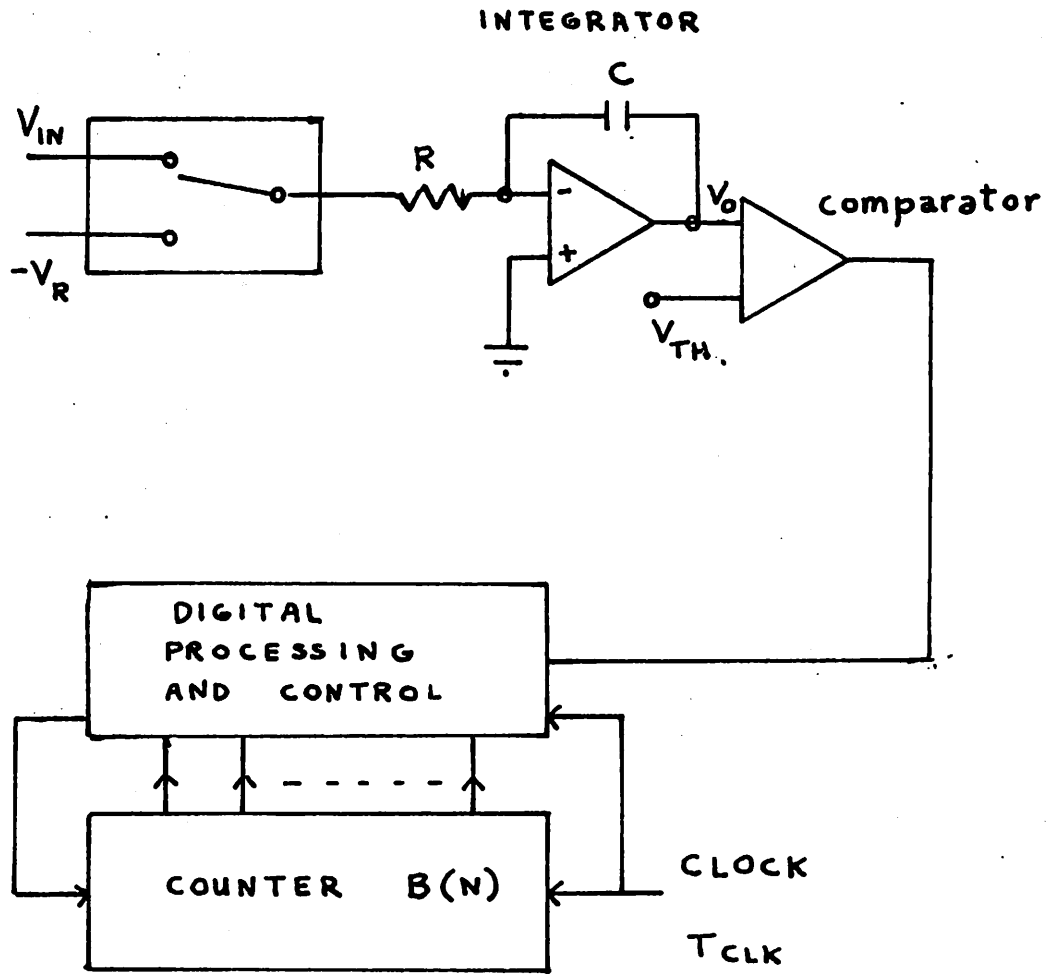 INTEGRATOR
C
V_IN
R
-
V_O
comparator
+
-V_R
V_TH.
DIGITAL
PROCESSING
AND CONTROL
COUNTER B(N)
CLOCK
T_CLK